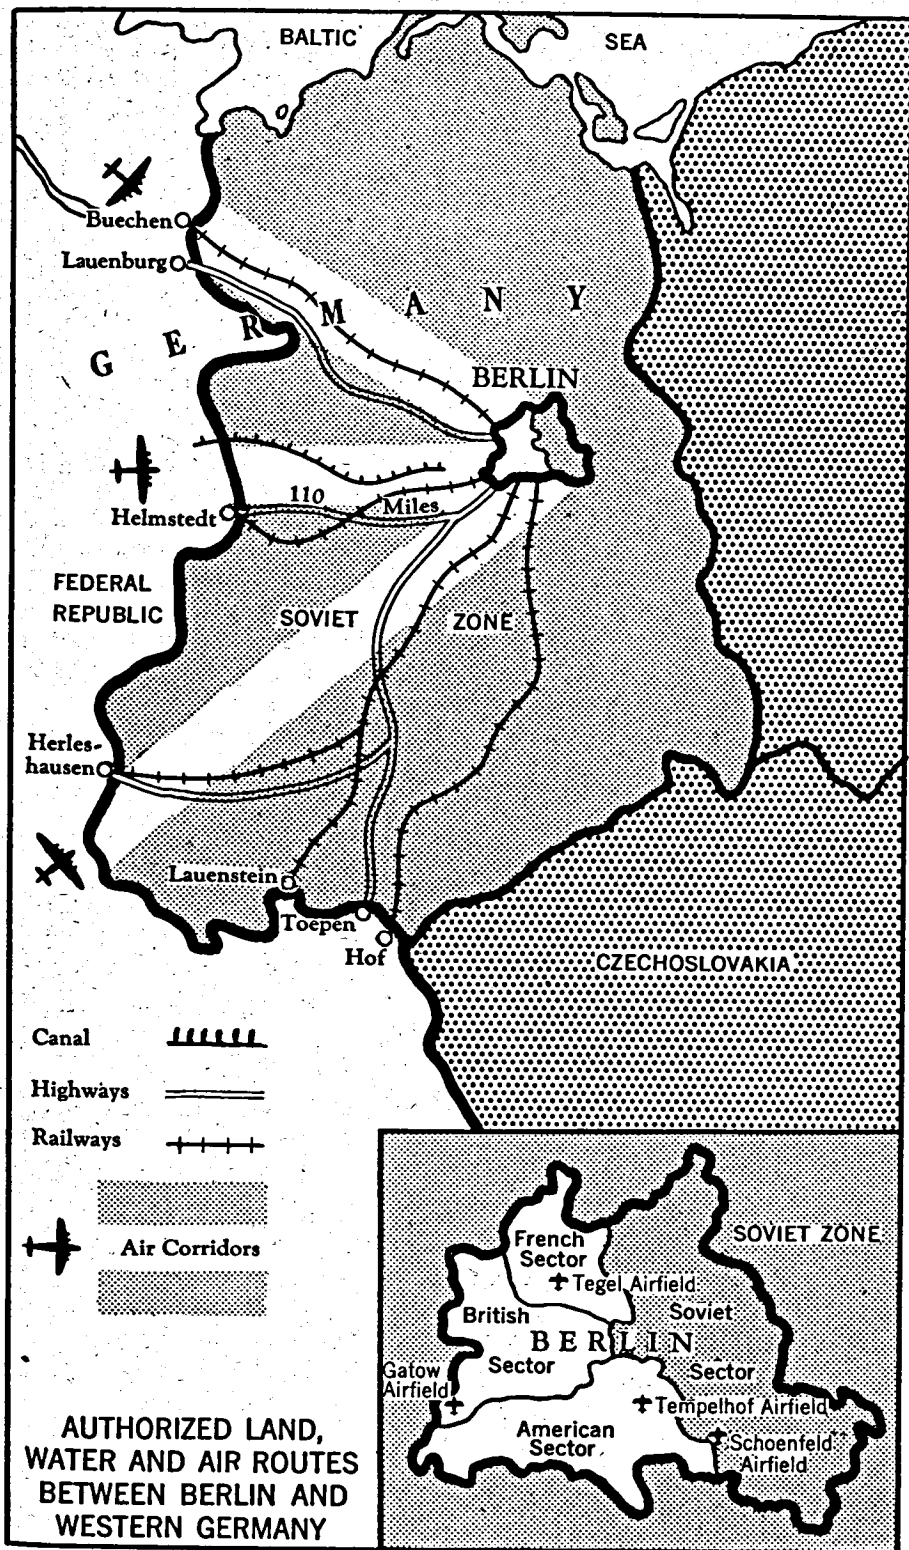 BALTIC
SEA
Buechen
Lauenburg
GERMANY
BERLIN
110 Miles
Helmstedt
FEDERAL
REPUBLIC
SOVIET ZONE
Herles-
hausen
Lauenstein
Toepen
Hof
CZECHOSLOVAKIA
Canal
Highways
Railways
Air Corridors
AUTHORIZED LAND,
WATER AND AIR ROUTES
BETWEEN BERLIN AND
WESTERN GERMANY
SOVIET ZONE
French
Sector
Tegel Airfield
British
Sector
Soviet
Sector
BERLIN
Gatow
Airfield
Tempelhof Airfield
American
Sector
Schoenfeld
Airfield